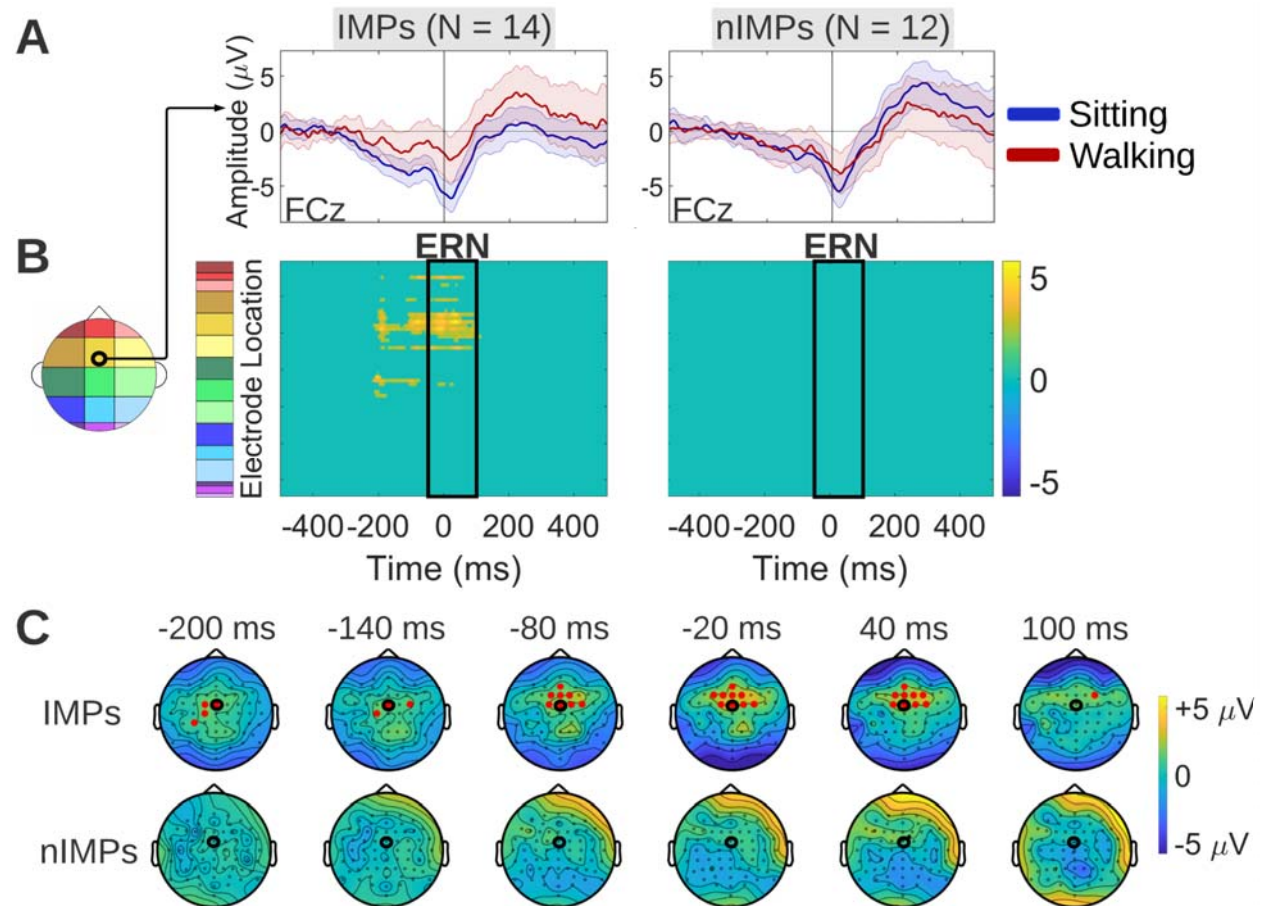 A
IMPs (N = 14)
nIMPs (N = 12)
Amplitude (μV)
5
0
-5
FCz
5
0
-5
FCz
Sitting
Walking
B
ERN
ERN
Electrode Location
5
0
-5
-400 -200 0 200 400
-400 -200 0 200 400
Time (ms)
Time (ms)
C
-200 ms -140 ms -80 ms -20 ms 40 ms 100 ms
IMPs
nIMPs
+5 μV
0
-5 μV